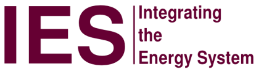 IES
Integrating
the
Energy System